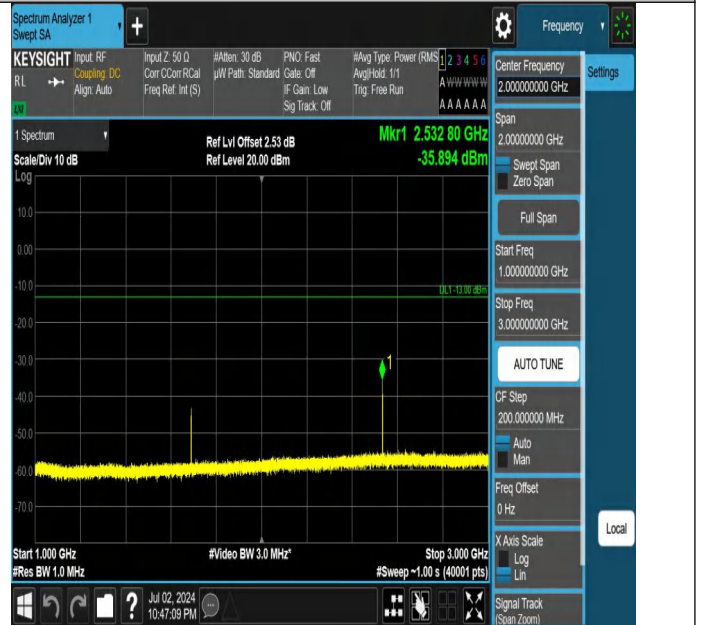 Spectrum Analyzer 1
Swept SA
Frequency
KEYSIGHT
RL
LXI
Input: RF
Coupling: DC
Align: Auto
Input Z: 50 Ω
Corr CCorr RCal
Freq Ref: Int (S)
#Atten: 30 dB
µW Path: Standard
PNO: Fast
Gate: Off
IF Gain: Low
Sig Track: Off
#Avg Type: Power (RMS
Avg|Hold: 1/1
Trig: Free Run
1 2 3 4 5 6
A W W W W W
A A A A A A
1 Spectrum
Scale/Div 10 dB
Log
Ref Lvl Offset 2.53 dB
Ref Level 20.00 dBm
Mkr1 2.532 80 GHz
-35.894 dBm
10.0
0.00
-10.0
DL1 -13.00 dBm
-20.0
-30.0
1
-40.0
-50.0
-60.0
-70.0
Start 1.000 GHz
#Res BW 1.0 MHz
#Video BW 3.0 MHz*
Stop 3.000 GHz
#Sweep ~1.00 s (40001 pts)
Center Frequency
2.000000000 GHz
Span
2.00000000 GHz
Swept Span
Zero Span
Full Span
Start Freq
1.000000000 GHz
Stop Freq
3.000000000 GHz
AUTO TUNE
CF Step
200.000000 MHz
Auto
Man
Freq Offset
0 Hz
X Axis Scale
Log
Lin
Signal Track
(Span Zoom)
Settings
Local
?
Jul 02, 2024
10:47:09 PM